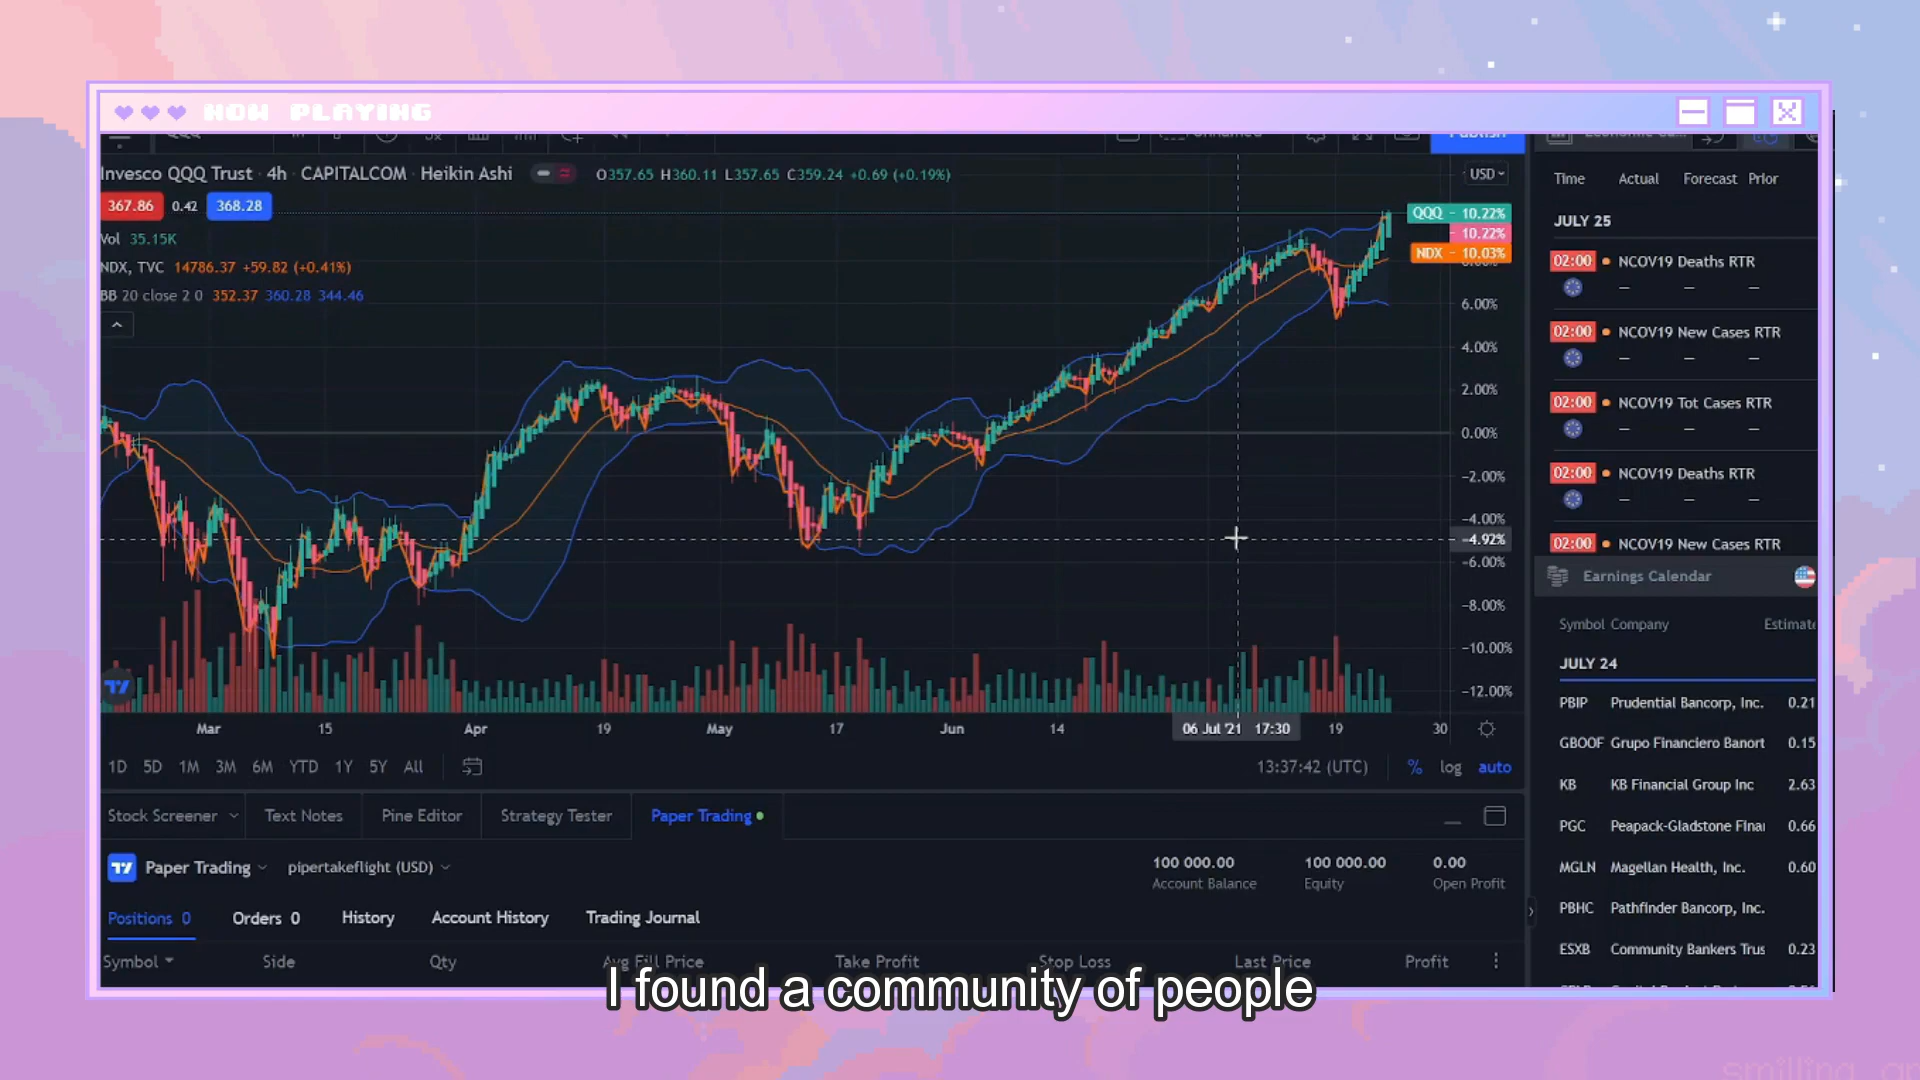 NOW PLAYING
Invesco QQQ Trust · 4h · CAPITALCOM · Heikin Ashi
O357.65 H360.11 L357.65 C359.24 +0.69 (+0.19%)
USD
367.86 0.42 368.28
Vol 35.15K
NDX, TVC 14786.37 +59.82 (+0.41%)
BB 20 close 2 0 352.37 360.28 344.46
QQQ - 10.22%
- 10.22%
NDX - 10.03%
6.00%
4.00%
2.00%
0.00%
-2.00%
-4.00%
-4.92%
-6.00%
-8.00%
-10.00%
-12.00%
Mar 15 Apr 19 May 17 Jun 14 06 Jul '21 17:30 19 30
1D 5D 1M 3M 6M YTD 1Y 5Y All
13:37:42 (UTC) % log auto
Stock Screener Text Notes Pine Editor Strategy Tester Paper Trading
Paper Trading pipertakeflight (USD)
100 000.00 100 000.00 0.00
Account Balance Equity Open Profit
Positions 0 Orders 0 History Account History Trading Journal
Symbol Side Qty Avg Fill Price Take Profit Stop Loss Last Price Profit
Time Actual Forecast Prior
JULY 25
02:00 NCOV19 Deaths RTR
— — —
02:00 NCOV19 New Cases RTR
— — —
02:00 NCOV19 Tot Cases RTR
— — —
02:00 NCOV19 Deaths RTR
— — —
02:00 NCOV19 New Cases RTR
Earnings Calendar
Symbol Company Estimate
JULY 24
PBIP Prudential Bancorp, Inc. 0.21
GBOOF Grupo Financiero Banort 0.15
KB KB Financial Group Inc 2.63
PGC Peapack-Gladstone Finan 0.66
MGLN Magellan Health, Inc. 0.60
PBHC Pathfinder Bancorp, Inc.
ESXB Community Bankers Trus 0.23
I found a community of people